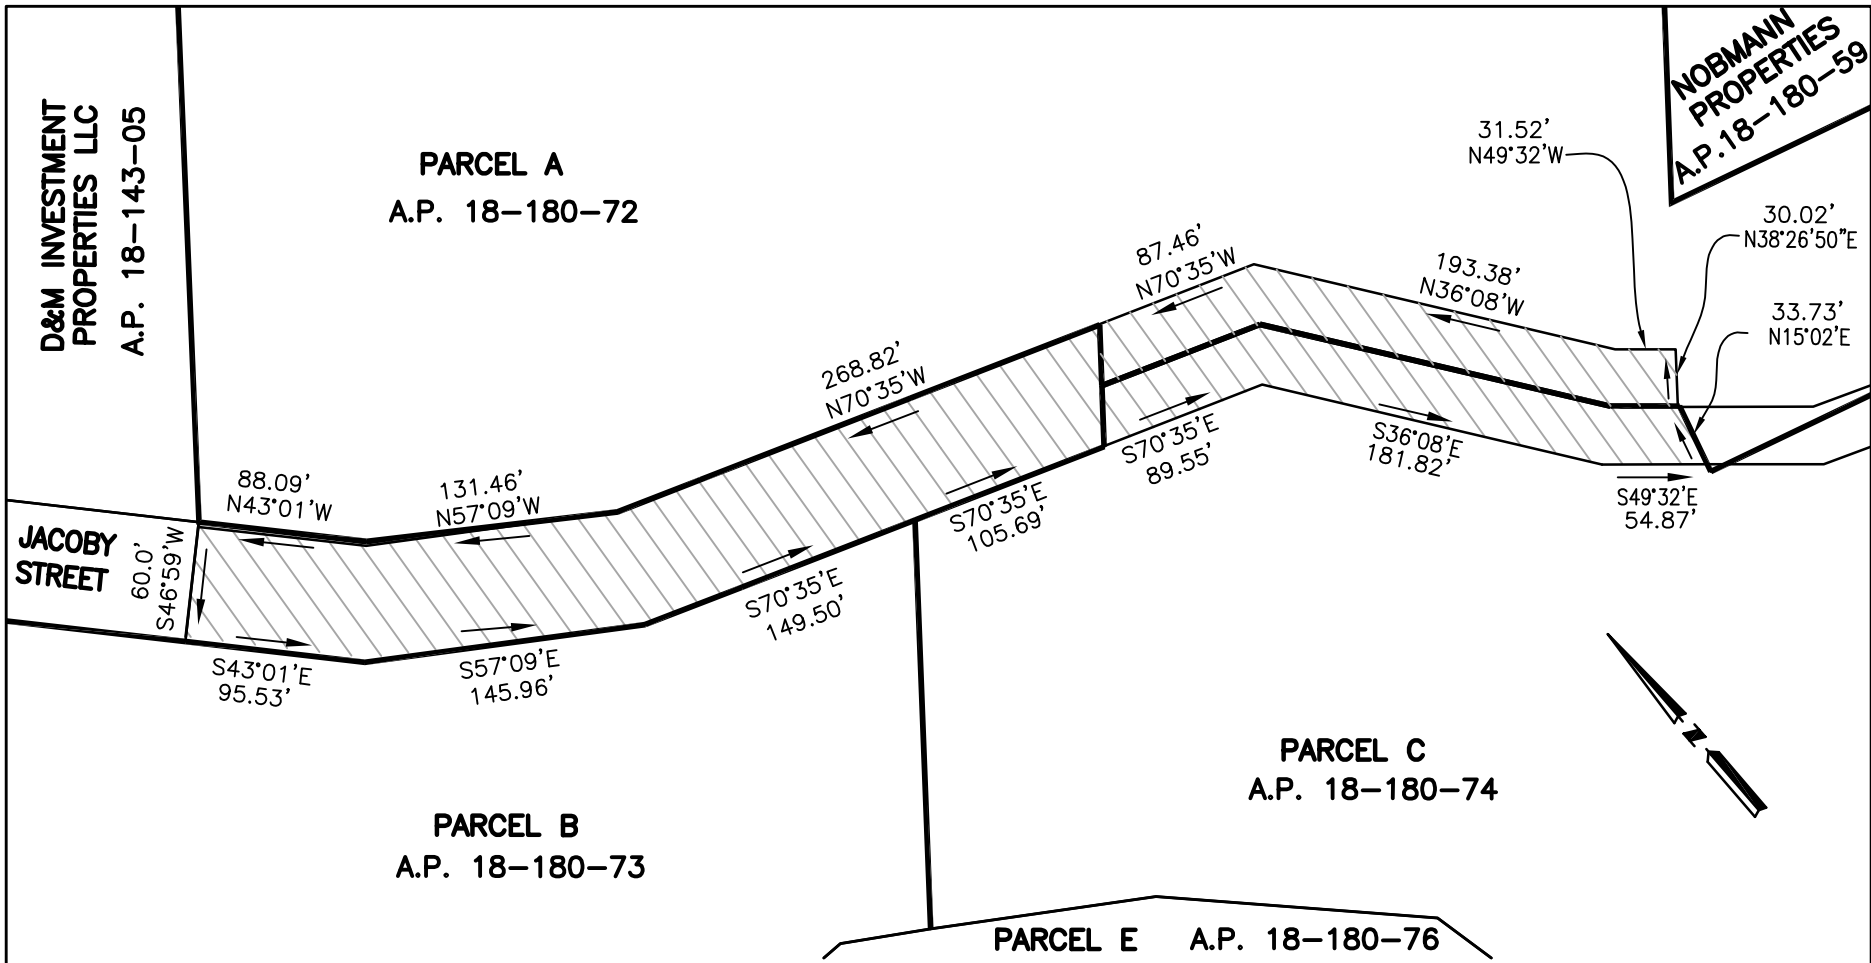 D&M INVESTMENT
PROPERTIES LLC
A.P. 18-143-05
PARCEL A
A.P. 18-180-72
NOBMANN
PROPERTIES
A.P.18-180-59
31.52'
N49°32'W
30.02'
N38°26'50"E
33.73'
N15°02'E
87.46'
N70°35'W
193.38'
N36°08'W
268.82'
N70°35'W
88.09'
N43°01'W
131.46'
N57°09'W
JACOBY
STREET
60.0'
S46°59'W
S43°01'E
95.53'
S57°09'E
145.96'
S70°35'E
149.50'
S70°35'E
105.69'
S70°35'E
89.55'
S36°08'E
181.82'
S49°32'E
54.87'
N
PARCEL B
A.P. 18-180-73
PARCEL C
A.P. 18-180-74
PARCEL E A.P. 18-180-76